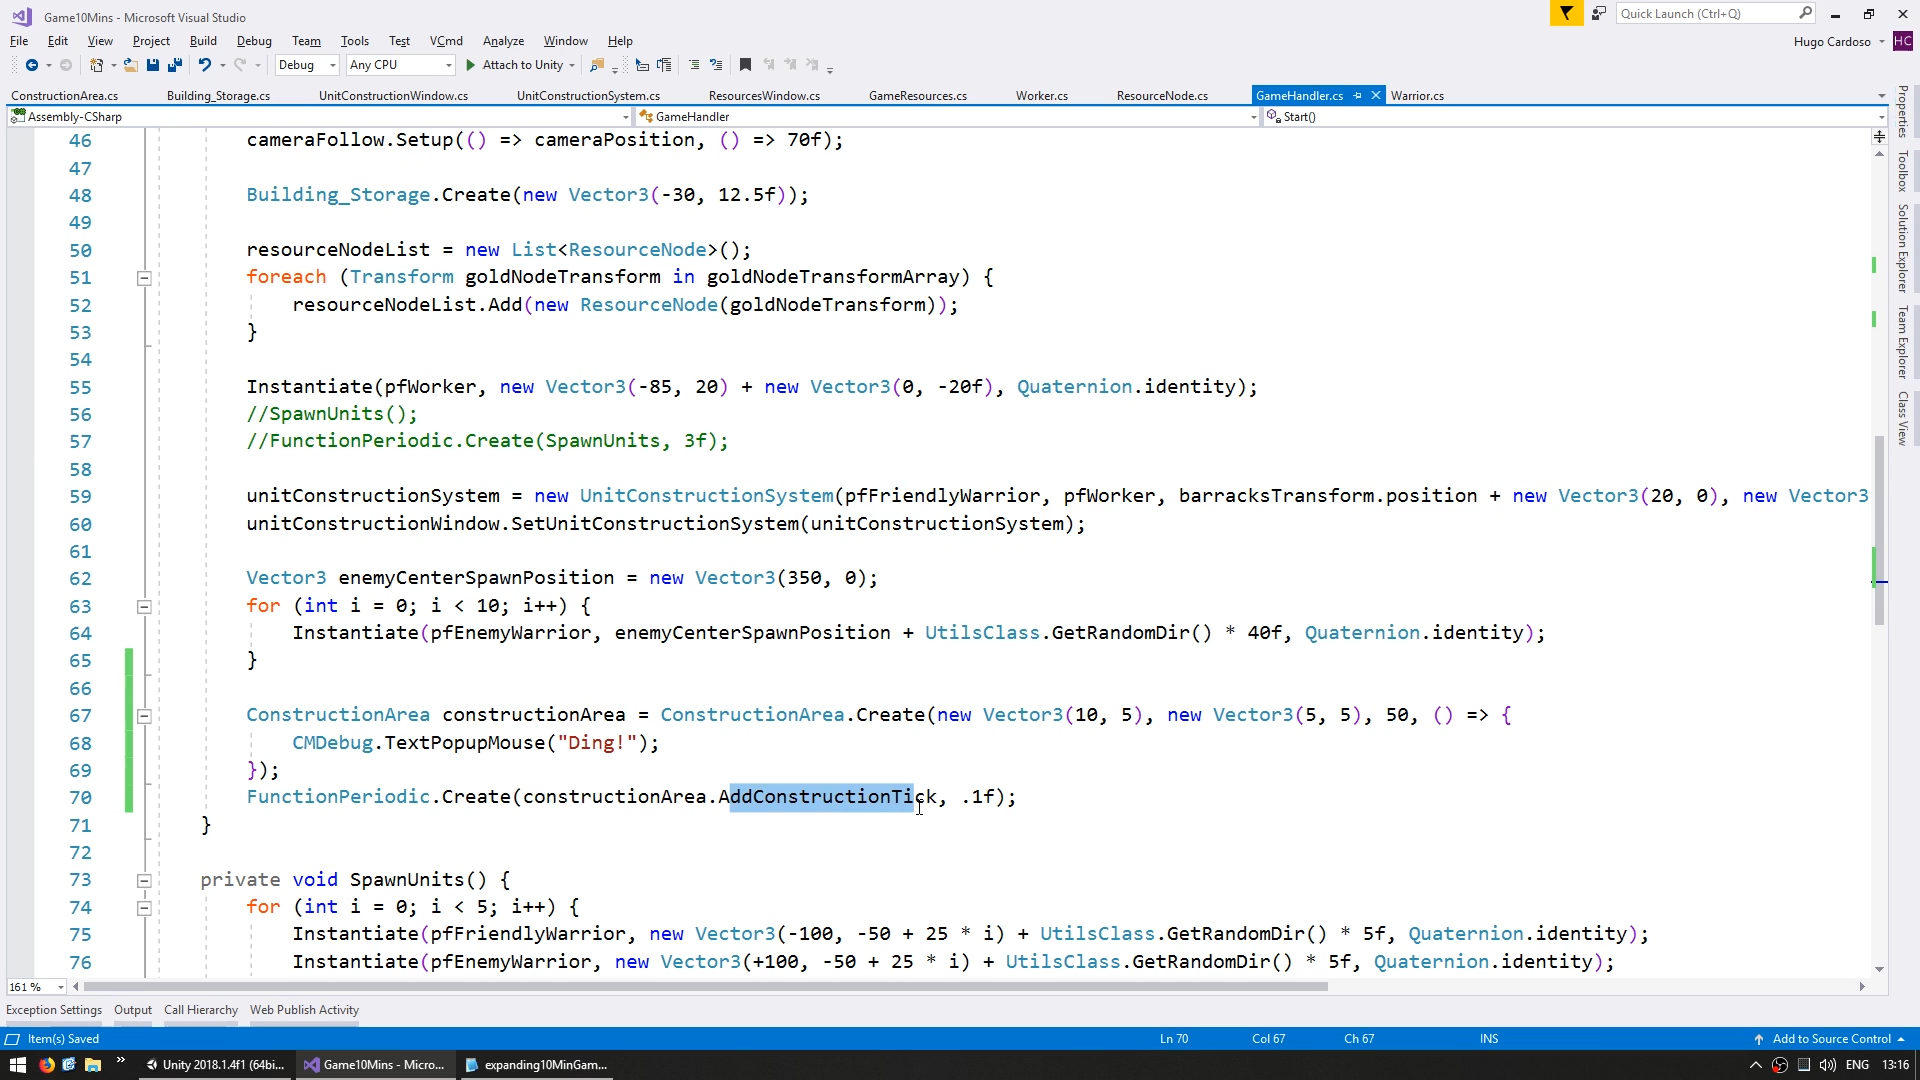 Game10Mins - Microsoft Visual Studio
Quick Launch (Ctrl+Q)
File Edit View Project Build Debug Team Tools Test VCmd Analyze Window Help
Hugo Cardoso HC
Debug Any CPU Attach to Unity
ConstructionArea.cs Building_Storage.cs UnitConstructionWindow.cs UnitConstructionSystem.cs ResourcesWindow.cs GameResources.cs Worker.cs ResourceNode.cs GameHandler.cs Warrior.cs
Assembly-CSharp GameHandler Start()
46 cameraFollow.Setup(() => cameraPosition, () => 70f);
47
48 Building_Storage.Create(new Vector3(-30, 12.5f));
49
50 resourceNodeList = new List<ResourceNode>();
51 foreach (Transform goldNodeTransform in goldNodeTransformArray) {
52 resourceNodeList.Add(new ResourceNode(goldNodeTransform));
53 }
54
55 Instantiate(pfWorker, new Vector3(-85, 20) + new Vector3(0, -20f), Quaternion.identity);
56 //SpawnUnits();
57 //FunctionPeriodic.Create(SpawnUnits, 3f);
58
59 unitConstructionSystem = new UnitConstructionSystem(pfFriendlyWarrior, pfWorker, barracksTransform.position + new Vector3(20, 0), new Vector3
60 unitConstructionWindow.SetUnitConstructionSystem(unitConstructionSystem);
61
62 Vector3 enemyCenterSpawnPosition = new Vector3(350, 0);
63 for (int i = 0; i < 10; i++) {
64 Instantiate(pfEnemyWarrior, enemyCenterSpawnPosition + UtilsClass.GetRandomDir() * 40f, Quaternion.identity);
65 }
66
67 ConstructionArea constructionArea = ConstructionArea.Create(new Vector3(10, 5), new Vector3(5, 5), 50, () => {
68 CMDebug.TextPopupMouse("Ding!");
69 });
70 FunctionPeriodic.Create(constructionArea.AddConstructionTick, .1f);
71 }
72
73 private void SpawnUnits() {
74 for (int i = 0; i < 5; i++) {
75 Instantiate(pfFriendlyWarrior, new Vector3(-100, -50 + 25 * i) + UtilsClass.GetRandomDir() * 5f, Quaternion.identity);
76 Instantiate(pfEnemyWarrior, new Vector3(+100, -50 + 25 * i) + UtilsClass.GetRandomDir() * 5f, Quaternion.identity);
Properties
Toolbox
Solution Explorer
Team Explorer
Class View
161 %
Exception Settings Output Call Hierarchy Web Publish Activity
Item(s) Saved Ln 70 Col 67 Ch 67 INS Add to Source Control
Unity 2018.1.4f1 (64bi... Game10Mins - Micro... expanding10MinGam... ENG 13:16